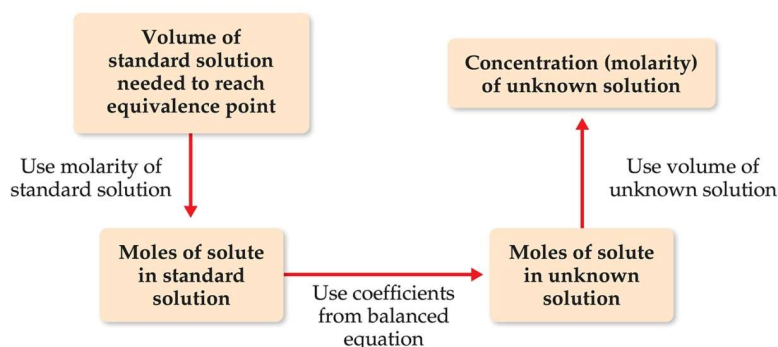 Volume of
standard solution
needed to reach
equivalence point
Use molarity of
standard solution
Moles of solute
in standard
solution
Use coefficients
from balanced
equation
Moles of solute
in unknown
solution
Use volume of
unknown solution
Concentration (molarity)
of unknown solution